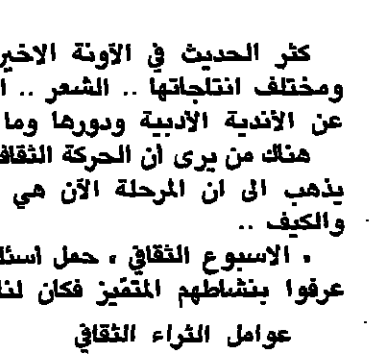 كثر الحديث في الآونة الاخير
ومختلف انتاجاتها .. الشعر .. ا
عن الأندية الأدبية ودورها وما
هناك من يرى أن الحركة الثقاف
يذهب الى ان المرحلة الآن هي
والكيف ..
« الاسبوع الثقافي » حمل أسئل
عرفوا بنشاطهم المتميز فكان لنا
عوامل الثراء الثقافي